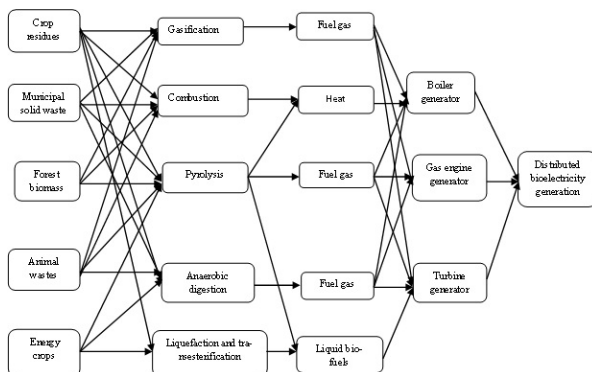 Crop
residues
Municipal
solid waste
Forest
biomass
Animal
wastes
Energy
crops
Gasification
Combustion
Pyrolysis
Anaerobic
digestion
Liquefaction and tra-
nsesterification
Fuel gas
Heat
Fuel gas
Fuel gas
Liquid bio-
fuels
Boiler
generator
Gas engine
generator
Turbine
generator
Distributed
bioelectricity
generation